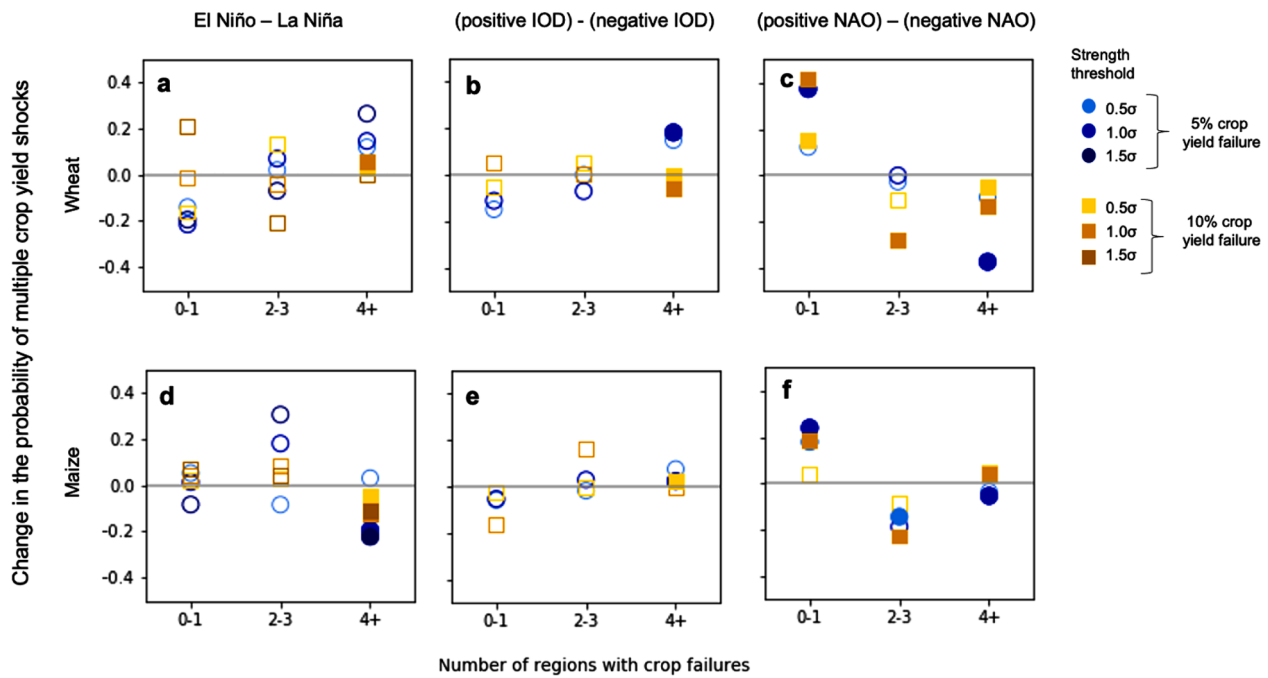 El Niño – La Niña
(positive IOD) - (negative IOD)
(positive NAO) – (negative NAO)
Change in the probability of multiple crop yield shocks
Wheat
0.4
0.2
0.0
-0.2
-0.4
a
0-1
2-3
4+
b
0-1
2-3
4+
c
0-1
2-3
4+
Strength
threshold
0.5σ
1.0σ
1.5σ
5% crop
yield failure
0.5σ
1.0σ
1.5σ
10% crop
yield failure
Maize
0.4
0.2
0.0
-0.2
-0.4
d
0-1
2-3
4+
e
0-1
2-3
4+
f
0-1
2-3
4+
Number of regions with crop failures